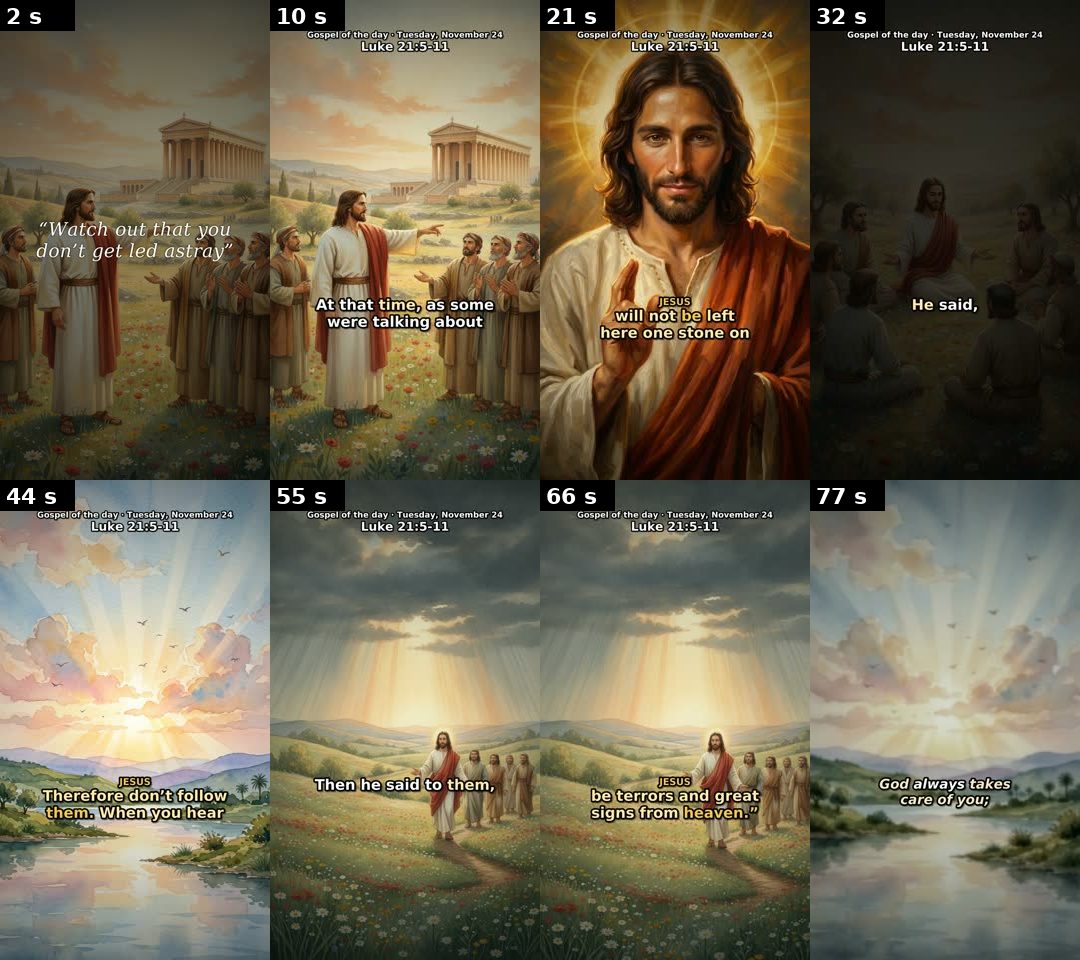 2 s
“Watch out that you
don’t get led astray”
10 s
Gospel of the day · Tuesday, November 24
Luke 21:5-11
At that time, as some
were talking about
21 s
Gospel of the day · Tuesday, November 24
Luke 21:5-11
JESUS
will not be left
here one stone on
32 s
Gospel of the day · Tuesday, November 24
Luke 21:5-11
He said,
44 s
Gospel of the day · Tuesday, November 24
Luke 21:5-11
JESUS
Therefore don’t follow
them. When you hear
55 s
Gospel of the day · Tuesday, November 24
Luke 21:5-11
Then he said to them,
66 s
Gospel of the day · Tuesday, November 24
Luke 21:5-11
JESUS
be terrors and great
signs from heaven.”
77 s
God always takes
care of you;